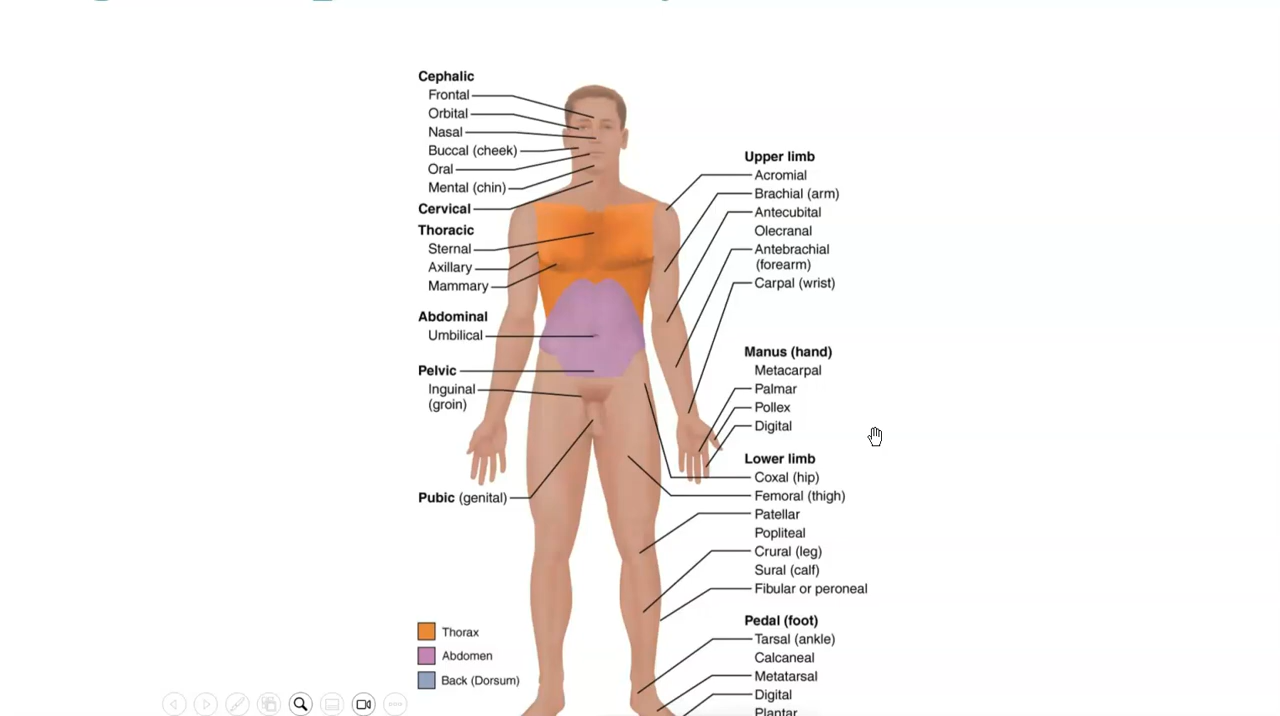 Cephalic
Frontal
Orbital
Nasal
Buccal (cheek)
Oral
Mental (chin)
Cervical
Thoracic
Sternal
Axillary
Mammary
Abdominal
Umbilical
Pelvic
Inguinal
(groin)
Pubic (genital)
Thorax
Abdomen
Back (Dorsum)
Upper limb
Acromial
Brachial (arm)
Antecubital
Olecranal
Antebrachial
(forearm)
Carpal (wrist)
Manus (hand)
Metacarpal
Palmar
Pollex
Digital
Lower limb
Coxal (hip)
Femoral (thigh)
Patellar
Popliteal
Crural (leg)
Sural (calf)
Fibular or peroneal
Pedal (foot)
Tarsal (ankle)
Calcaneal
Metatarsal
Digital
Plantar